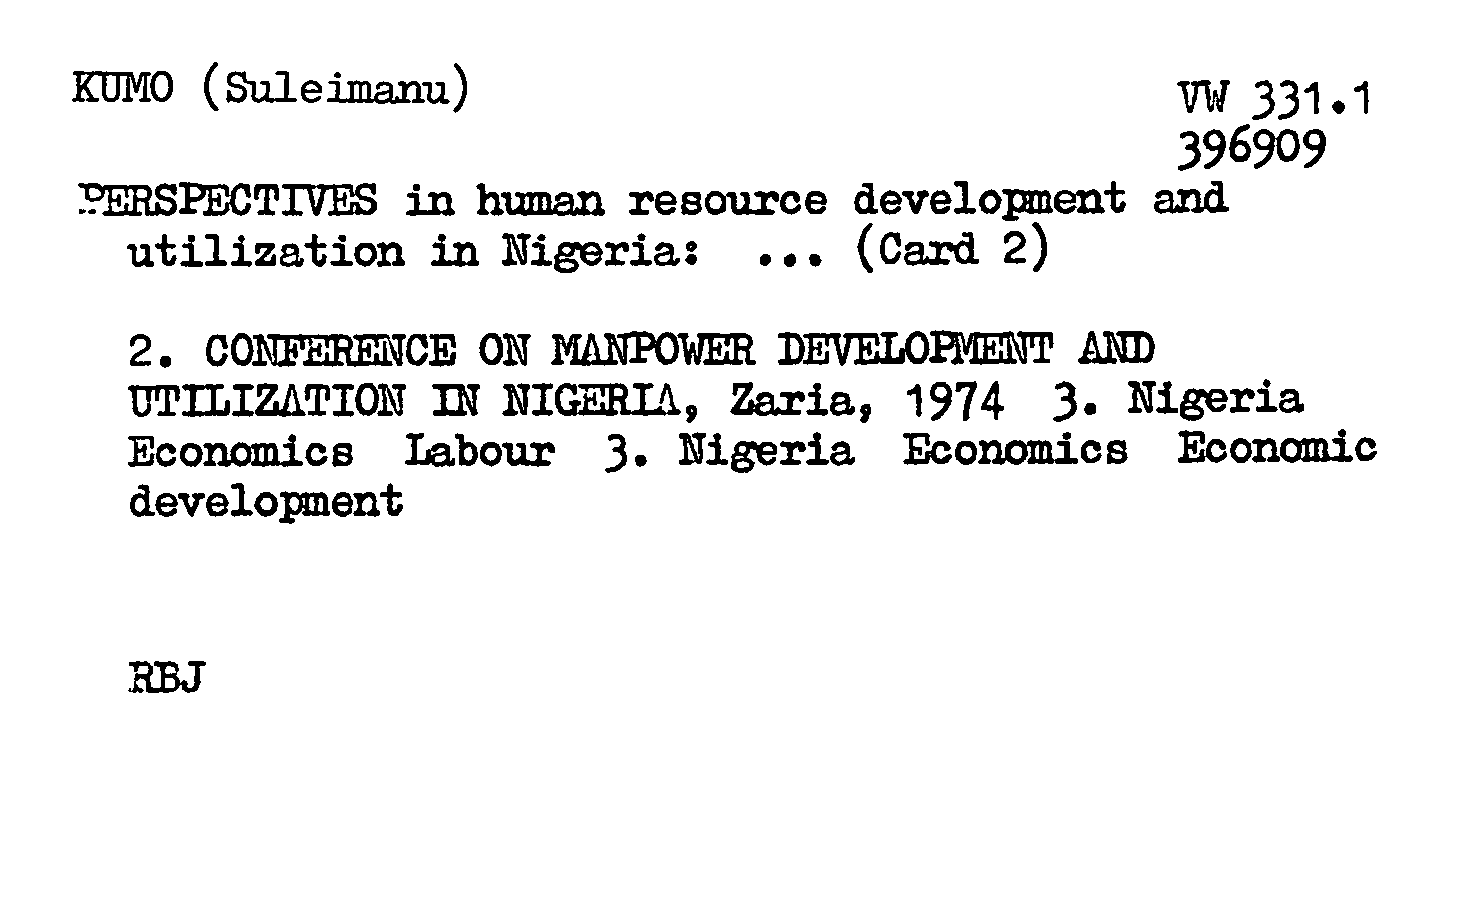 KUMO (Suleimanu)
VW 331.1
396909
PERSPECTIVES in human resource development and
utilization in Nigeria: ... (Card 2)
2. CONFERENCE ON MANPOWER DEVELOPMENT AND
UTILIZATION IN NIGERIA, Zaria, 1974 3. Nigeria
Economics Labour 3. Nigeria Economics Economic
development
RBJ